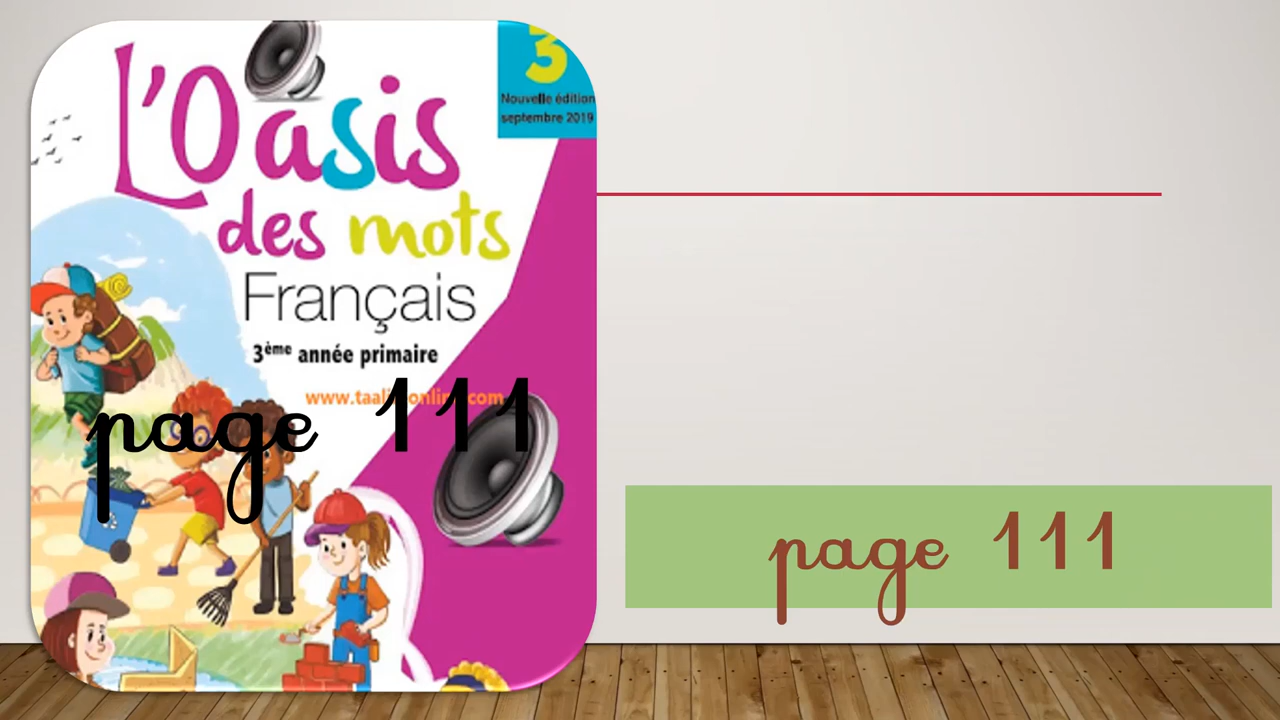 3
Nouvelle édition
septembre 2019
L'Oasis
des mots
Français
3ème année primaire
page 111
page 111